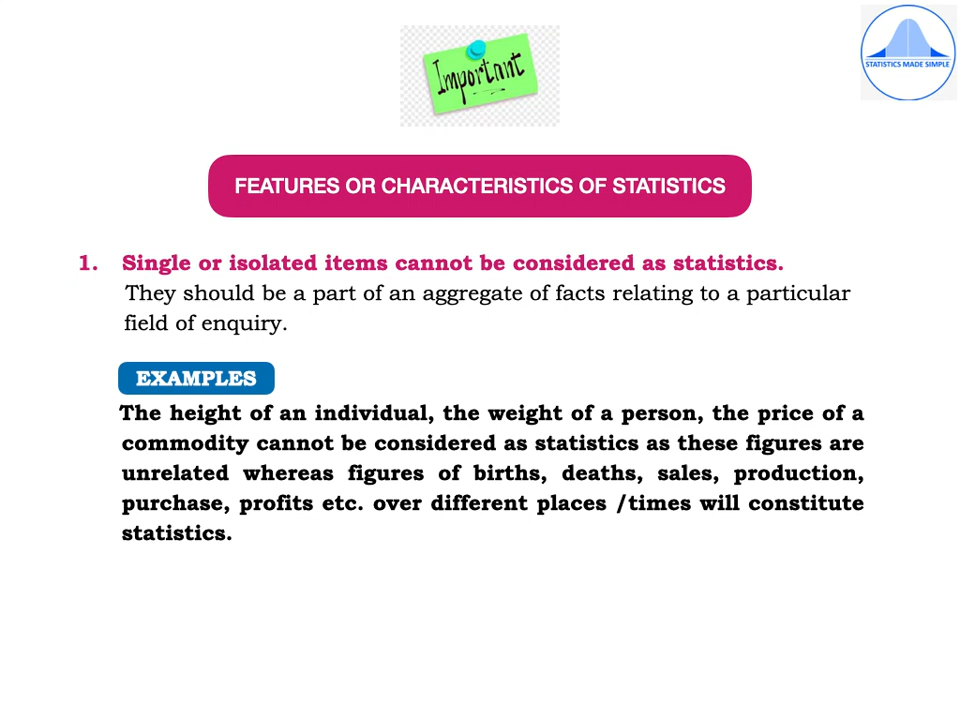 Important
STATISTICS MADE SIMPLE
FEATURES OR CHARACTERISTICS OF STATISTICS
1. Single or isolated items cannot be considered as statistics.
They should be a part of an aggregate of facts relating to a particular
field of enquiry.
EXAMPLES
The height of an individual, the weight of a person, the price of a
commodity cannot be considered as statistics as these figures are
unrelated whereas figures of births, deaths, sales, production,
purchase, profits etc. over different places /times will constitute
statistics.